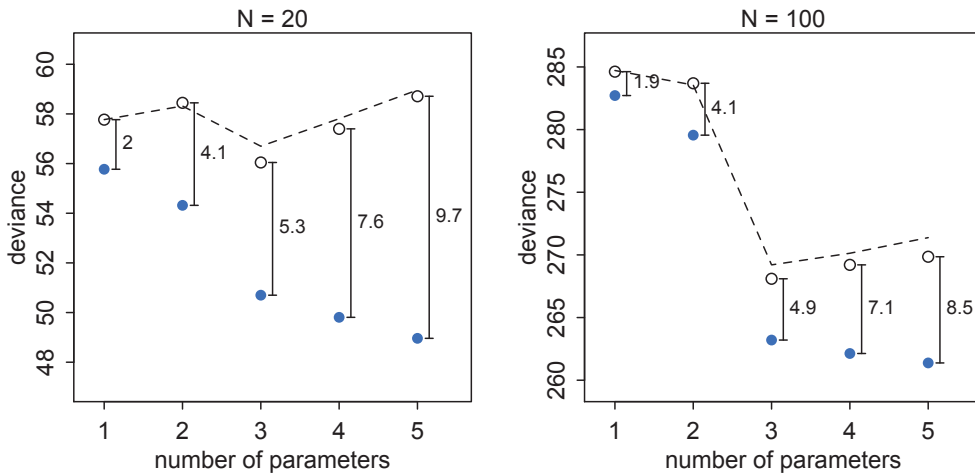 N = 20
deviance
60
58
56
54
52
50
48
2
4.1
5.3
7.6
9.7
1 2 3 4 5
number of parameters
N = 100
deviance
285
280
275
270
265
260
1.9
4.1
4.9
7.1
8.5
1 2 3 4 5
number of parameters